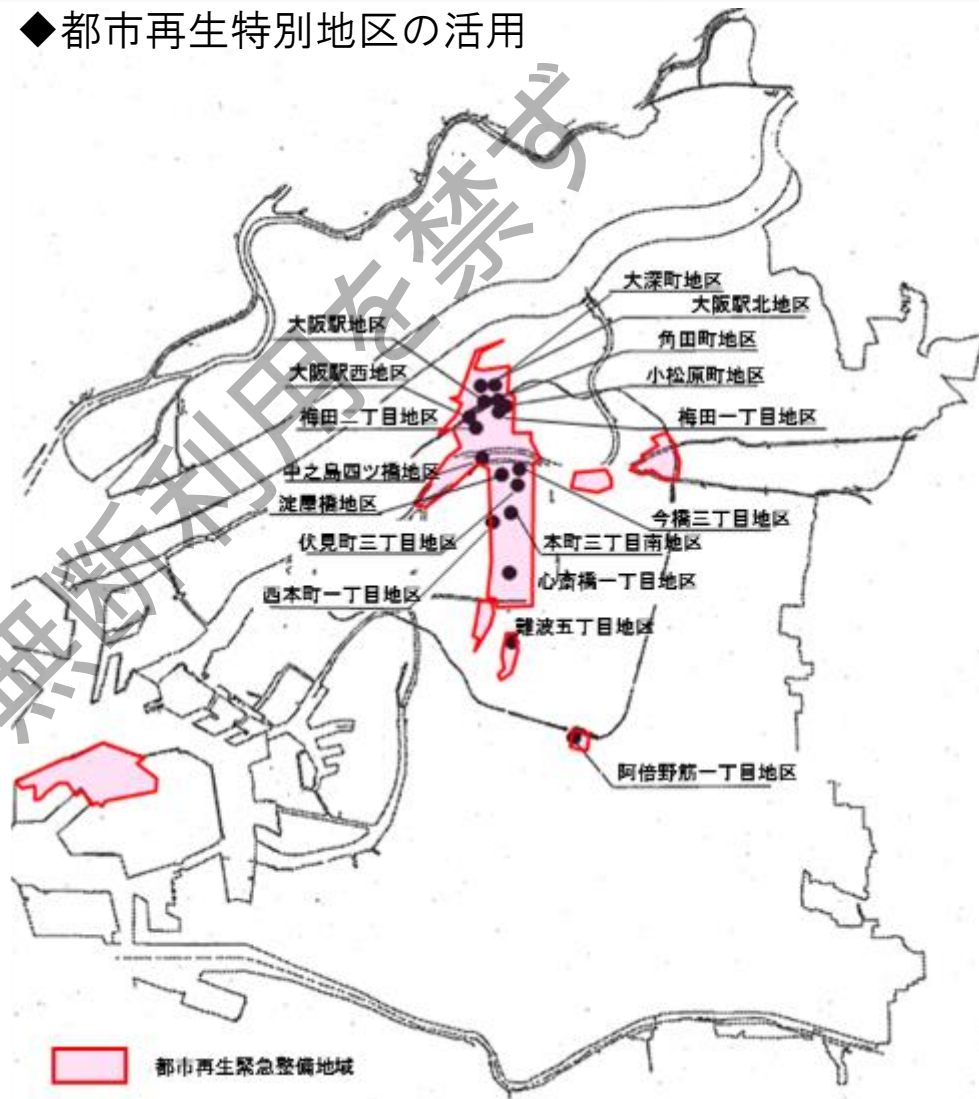 ◆都市再生特別地区の活用
無断利用を禁ず
大深町地区
大阪駅北地区
大阪駅地区
角田町地区
大阪駅西地区
小松原町地区
梅田二丁目地区
梅田一丁目地区
中之島四ツ橋地区
淀屋橋地区
今橋三丁目地区
伏見町三丁目地区
本町三丁目南地区
心斎橋一丁目地区
西本町一丁目地区
難波五丁目地区
阿倍野筋一丁目地区
都市再生緊急整備地域